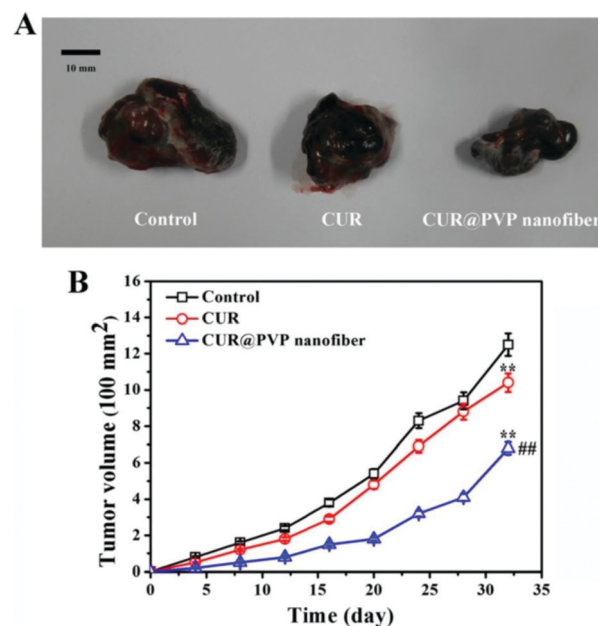 A
10 mm
Control
CUR
CUR@PVP nanofiber
B
Control
CUR
CUR@PVP nanofiber
Tumor volume (100 mm²)
16
14
12
10
8
6
4
2
0
**
**
##
0 5 10 15 20 25 30 35
Time (day)